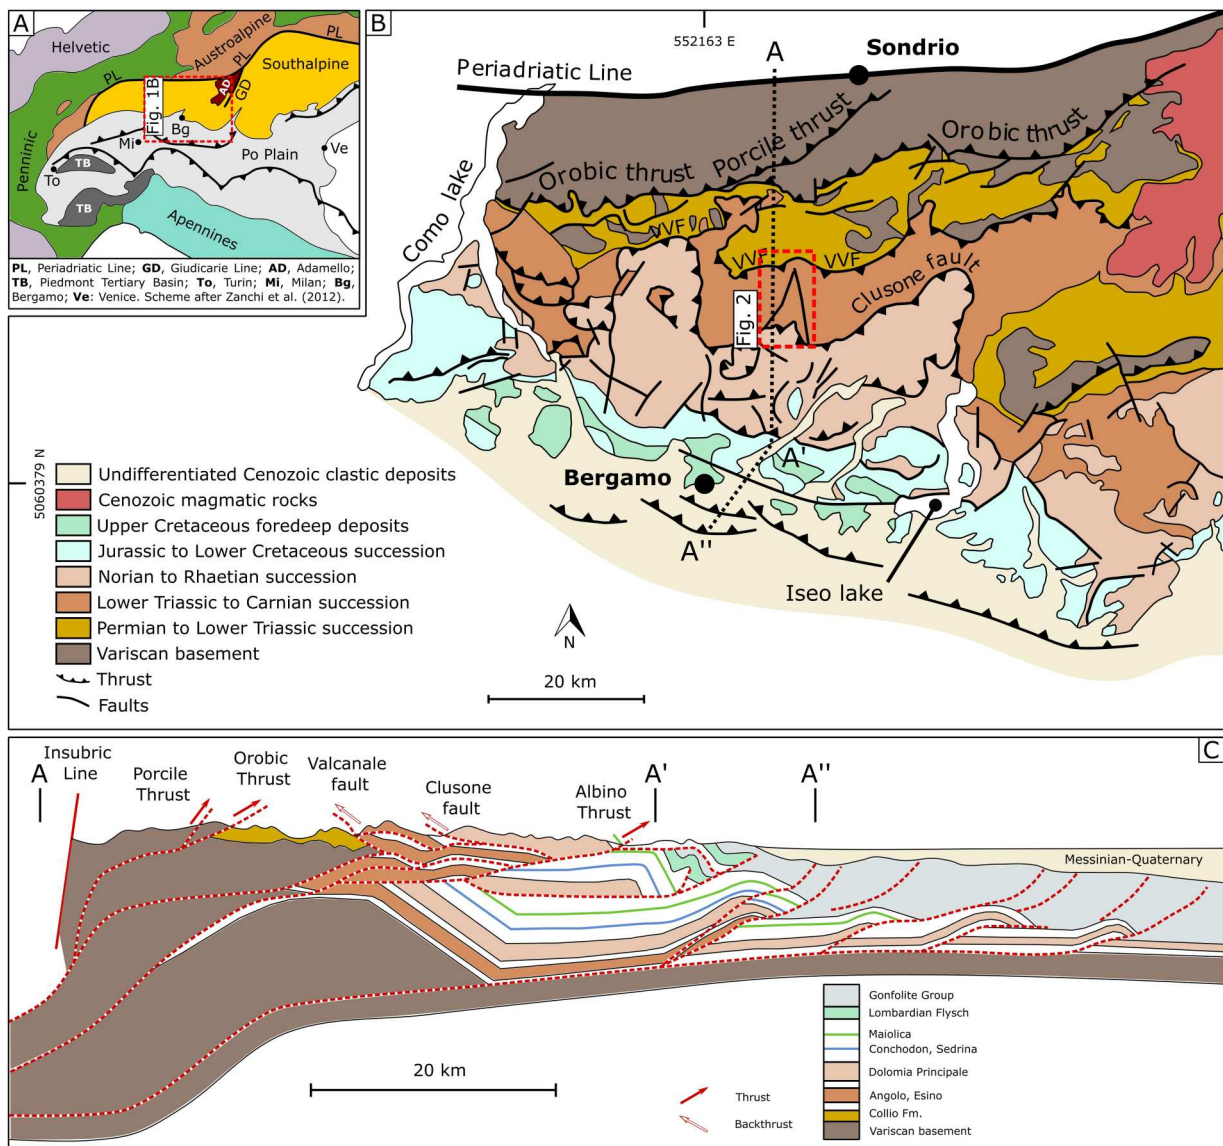 A
Helvetic
Austroalpine
PL
PL
PL
Southalpine
AD
GD
Fig. 1B
Bg
Mi
Penninic
Po Plain
Ve
To
TB
TB
Apennines
PL, Periadriatic Line; GD, Giudicarie Line; AD, Adamello;
TB, Piedmont Tertiary Basin; To, Turin; Mi, Milan; Bg,
Bergamo; Ve: Venice. Scheme after Zanchi et al. (2012).
B
552163 E
A
Sondrio
Periadriatic Line
Como lake
Orobic thrust
Porcile thrust
Orobic thrust
VVF
VVF
VVF
Clusone fault
Fig. 2
Bergamo
A'
A''
Iseo lake
5060379 N
Undifferentiated Cenozoic clastic deposits
Cenozoic magmatic rocks
Upper Cretaceous foredeep deposits
Jurassic to Lower Cretaceous succession
Norian to Rhaetian succession
Lower Triassic to Carnian succession
Permian to Lower Triassic succession
Variscan basement
Thrust
Faults
N
20 km
C
A
Insubric
Line
Porcile
Thrust
Orobic
Thrust
Valcanale
fault
Clusone
fault
Albino
Thrust
A'
A''
Messinian-Quaternary
20 km
Thrust
Backthrust
Gonfolite Group
Lombardian Flysch
Maiolica
Conchodon, Sedrina
Dolomia Principale
Angolo, Esino
Collio Fm.
Variscan basement